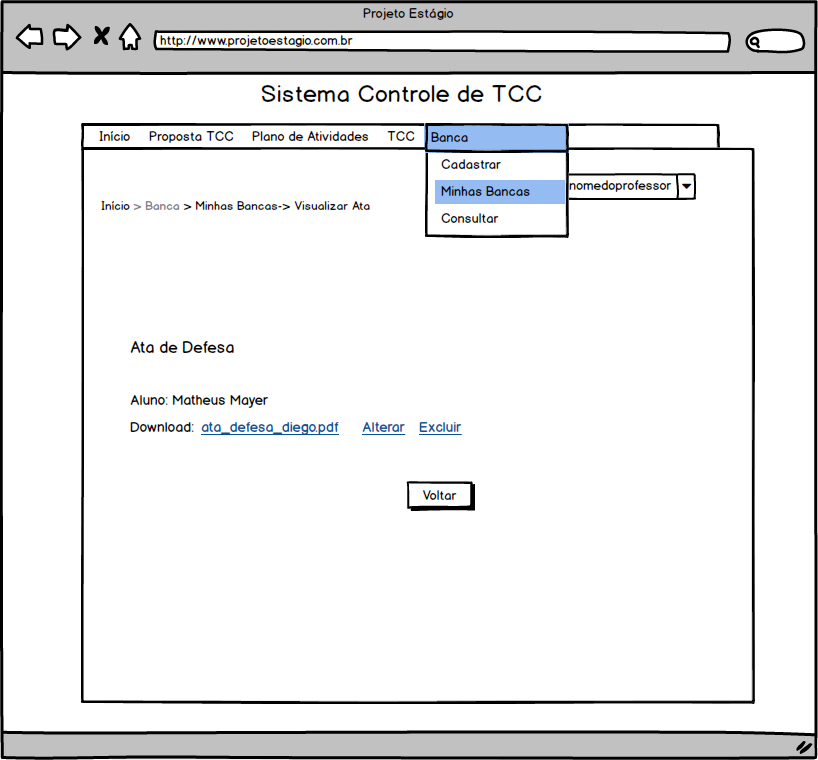 Projeto Estágio
http://www.projetoestagio.com.br
Sistema Controle de TCC
Início Proposta TCC Plano de Atividades TCC Banca
Cadastrar
Minhas Bancas
Consultar
nomedoprofessor
Início > Banca > Minhas Bancas-> Visualizar Ata
Ata de Defesa
Aluno: Matheus Mayer
Download: ata_defesa_diego.pdf Alterar Excluir
Voltar